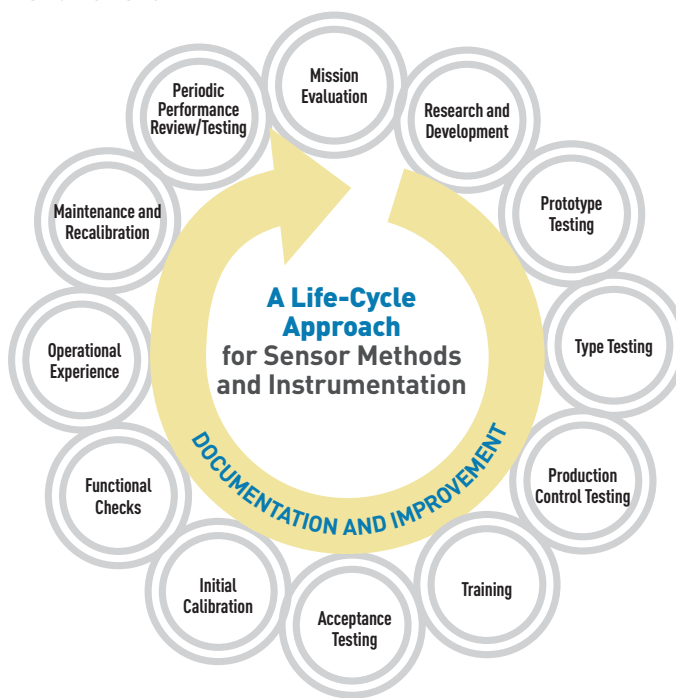 Mission
Evaluation
Research and
Development
Prototype
Testing
Type Testing
Production
Control Testing
Training
Acceptance
Testing
Initial
Calibration
Functional
Checks
Operational
Experience
Maintenance and
Recalibration
Periodic
Performance
Review/Testing
A Life-Cycle
Approach
for Sensor Methods
and Instrumentation
DOCUMENTATION AND IMPROVEMENT